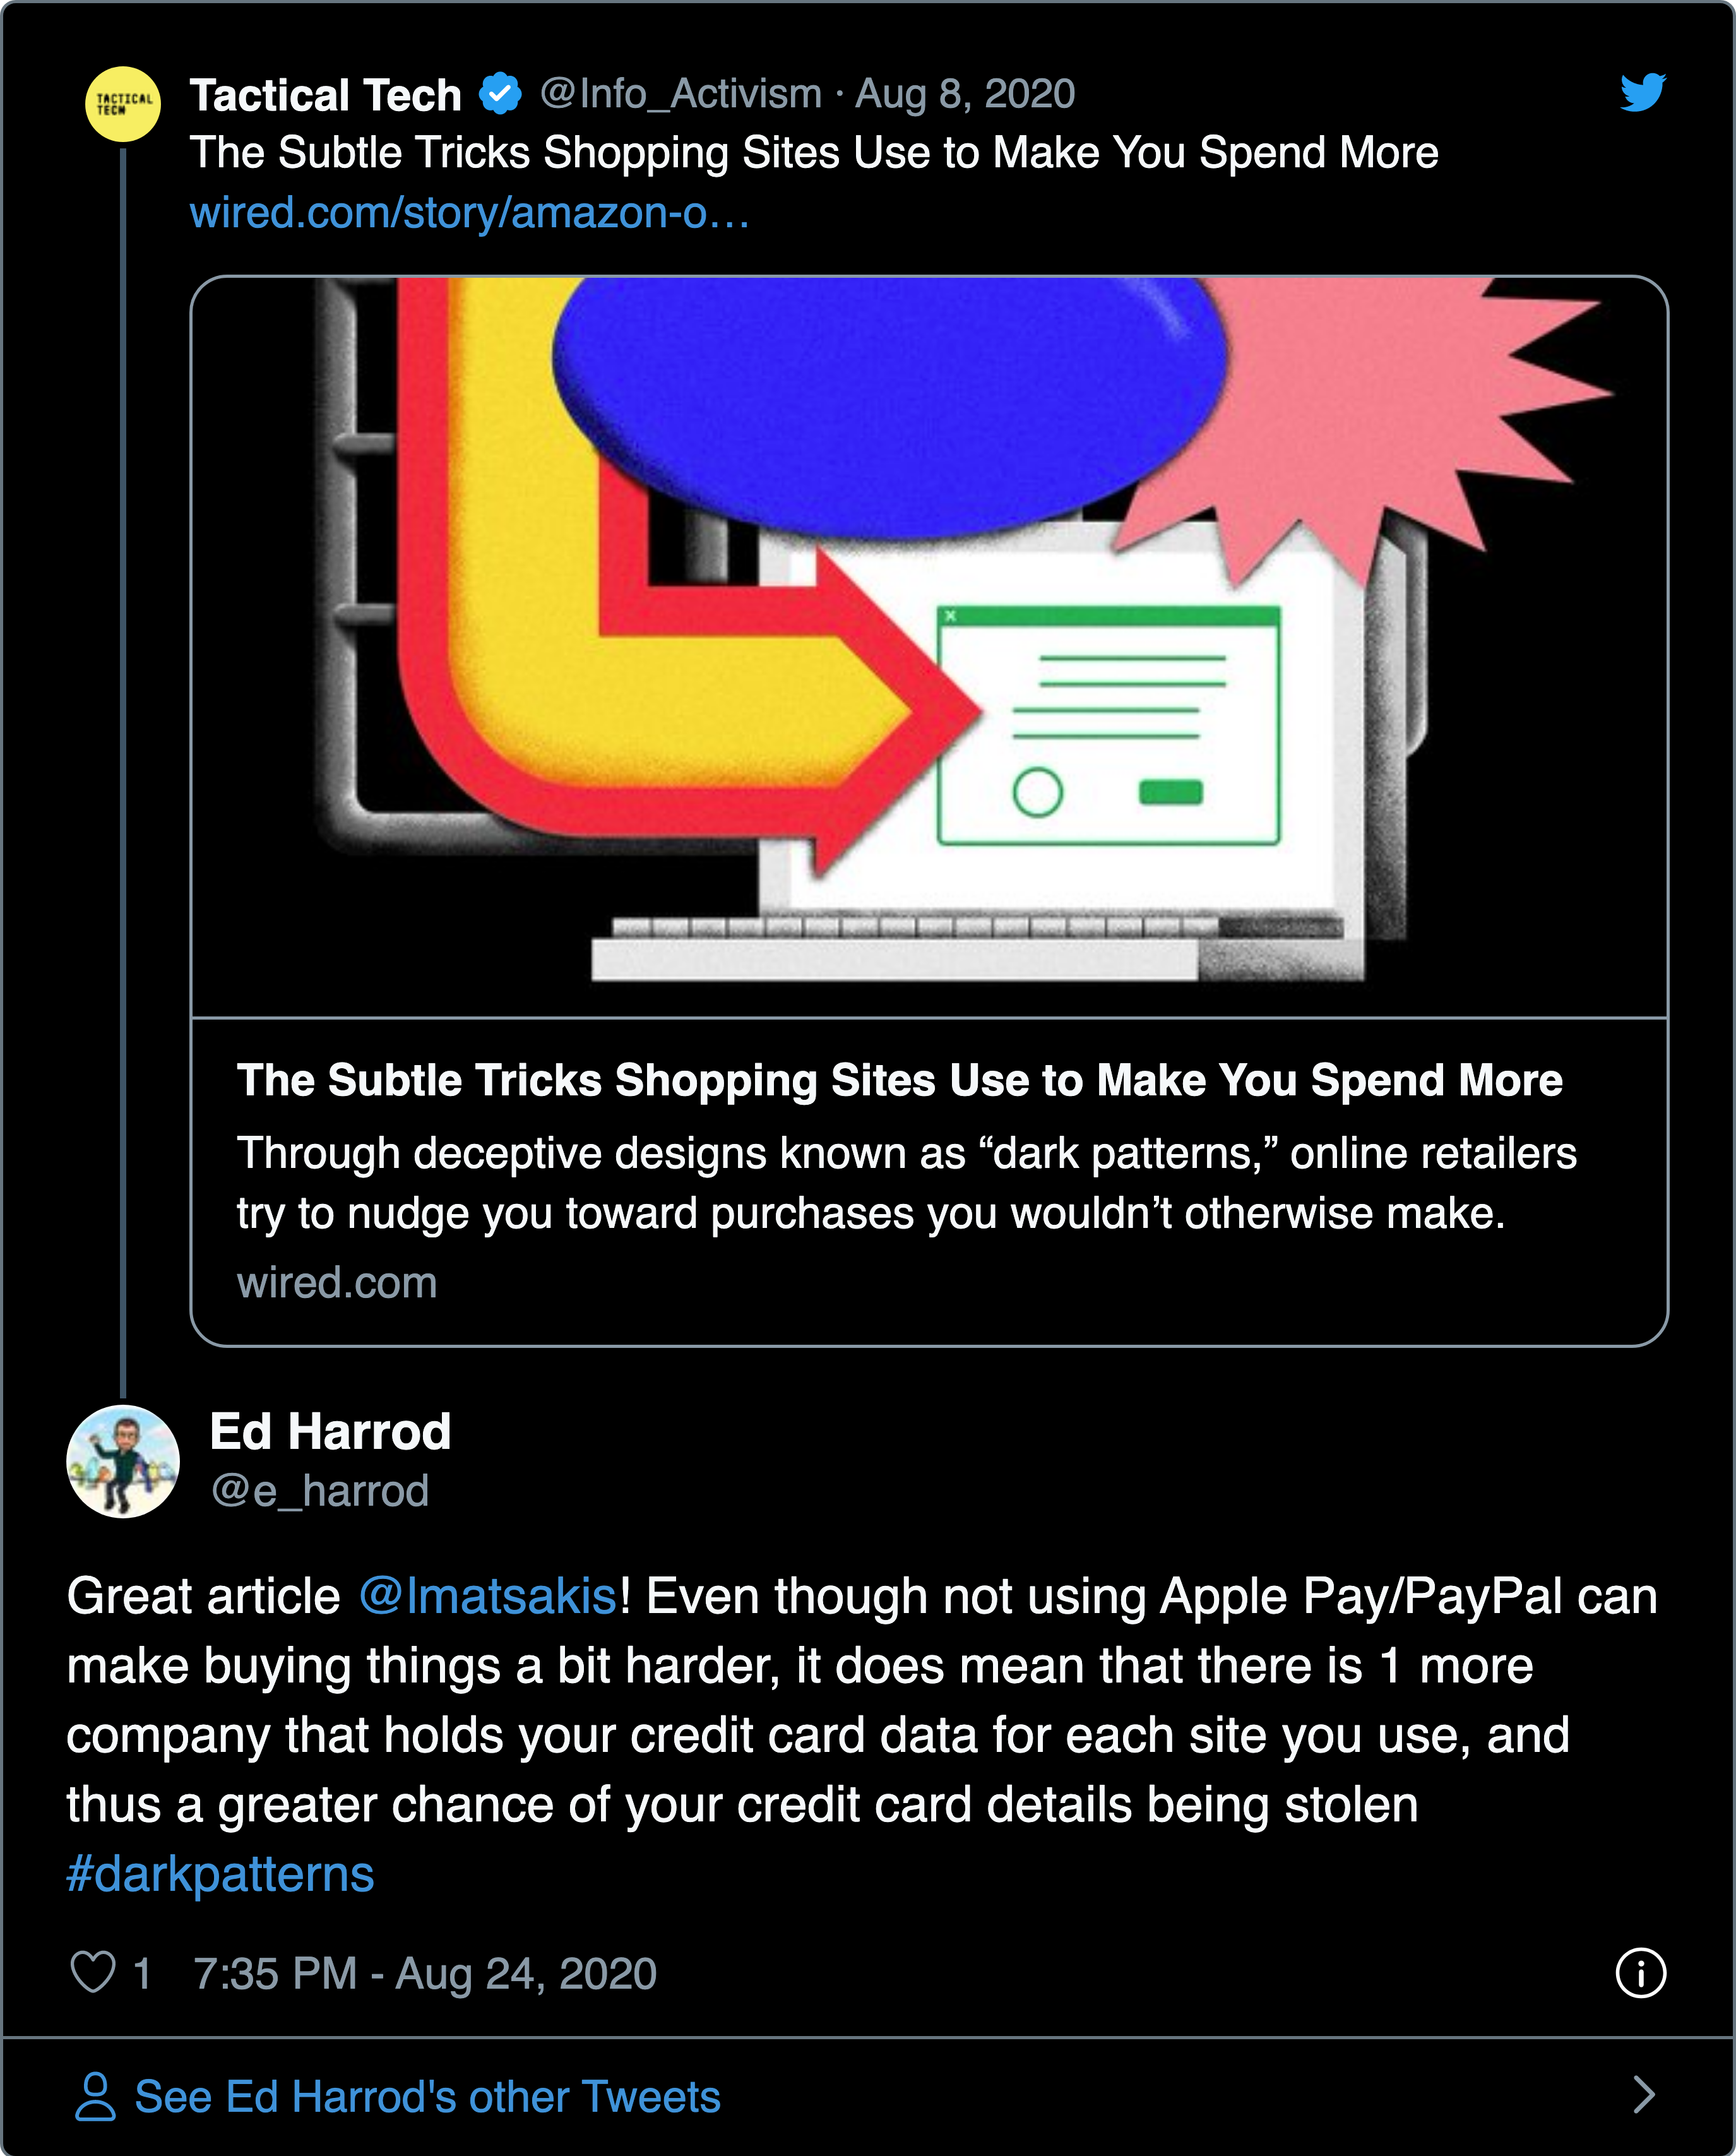 TACTICAL
TECH
Tactical Tech @Info_Activism · Aug 8, 2020
The Subtle Tricks Shopping Sites Use to Make You Spend More
wired.com/story/amazon-o…
The Subtle Tricks Shopping Sites Use to Make You Spend More
Through deceptive designs known as “dark patterns,” online retailers
try to nudge you toward purchases you wouldn’t otherwise make.
wired.com
Ed Harrod
@e_harrod
Great article @lmatsakis! Even though not using Apple Pay/PayPal can
make buying things a bit harder, it does mean that there is 1 more
company that holds your credit card data for each site you use, and
thus a greater chance of your credit card details being stolen
#darkpatterns
1 7:35 PM - Aug 24, 2020
See Ed Harrod's other Tweets